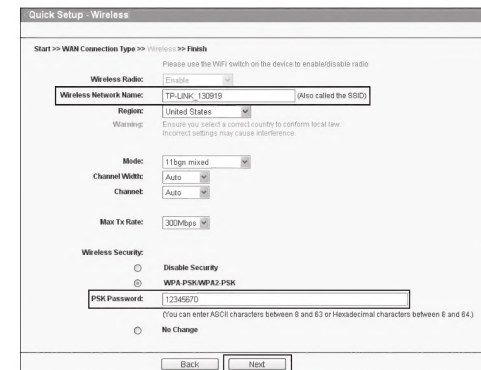 Quick Setup - Wireless
Start >> WAN Connection Type >> Wireless >> Finish
Please use the WiFi switch on the device to enable/disable radio
Wireless Radio: Enable
Wireless Network Name: TP-LINK_130919 (Also called the SSID)
Region: United States
Warning: Ensure you select a correct country to conform local law.
Incorrect settings may cause interference.
Mode: 11bgn mixed
Channel Width: Auto
Channel: Auto
Max Tx Rate: 300Mbps
Wireless Security:
Disable Security
WPA-PSK/WPA2-PSK
PSK Password: 12345670
(You can enter ASCII characters between 8 and 63 or Hexadecimal characters between 8 and 64.)
No Change
Back Next